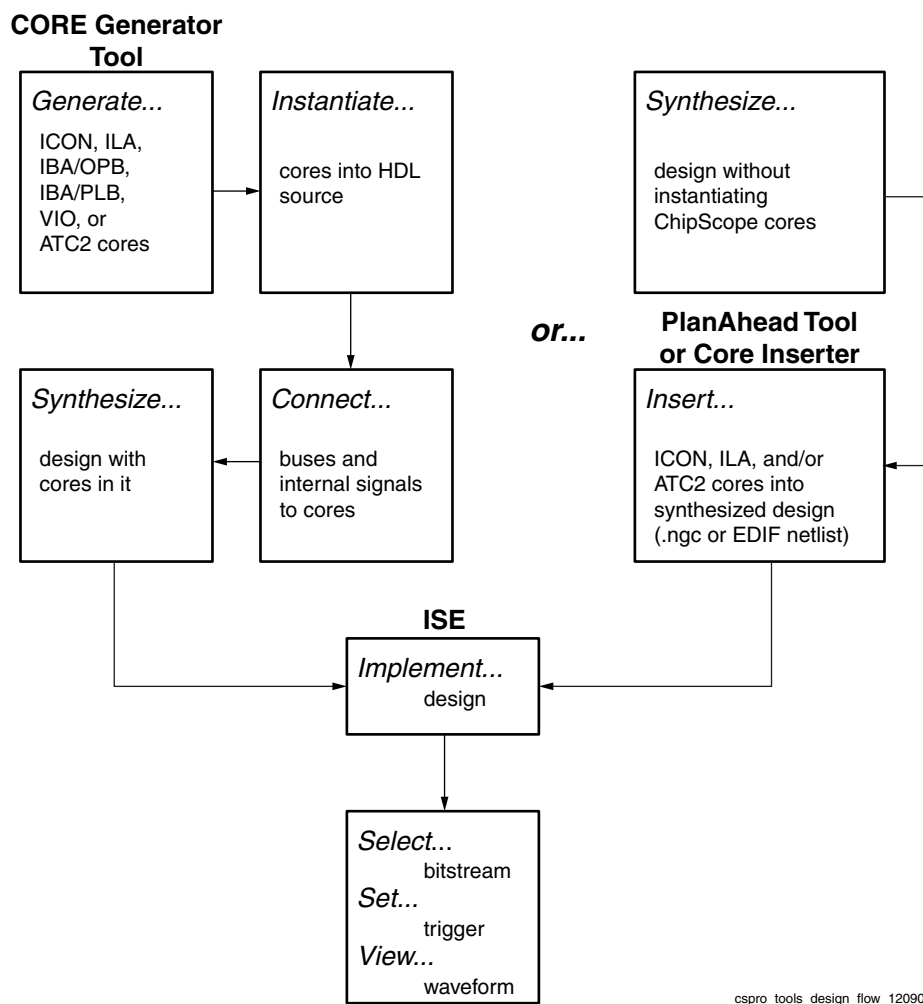 CORE Generator
Tool
Generate...
ICON, ILA,
IBA/OPB,
IBA/PLB,
VIO, or
ATC2 cores
Instantiate...
cores into HDL
source
Synthesize...
design without
instantiating
ChipScope cores
or...
PlanAhead Tool
or Core Inserter
Synthesize...
design with
cores in it
Connect...
buses and
internal signals
to cores
Insert...
ICON, ILA, and/or
ATC2 cores into
synthesized design
(.ngc or EDIF netlist)
ISE
Implement...
design
Select...
bitstream
Set...
trigger
View...
waveform
cspro_tools_design_flow_12090